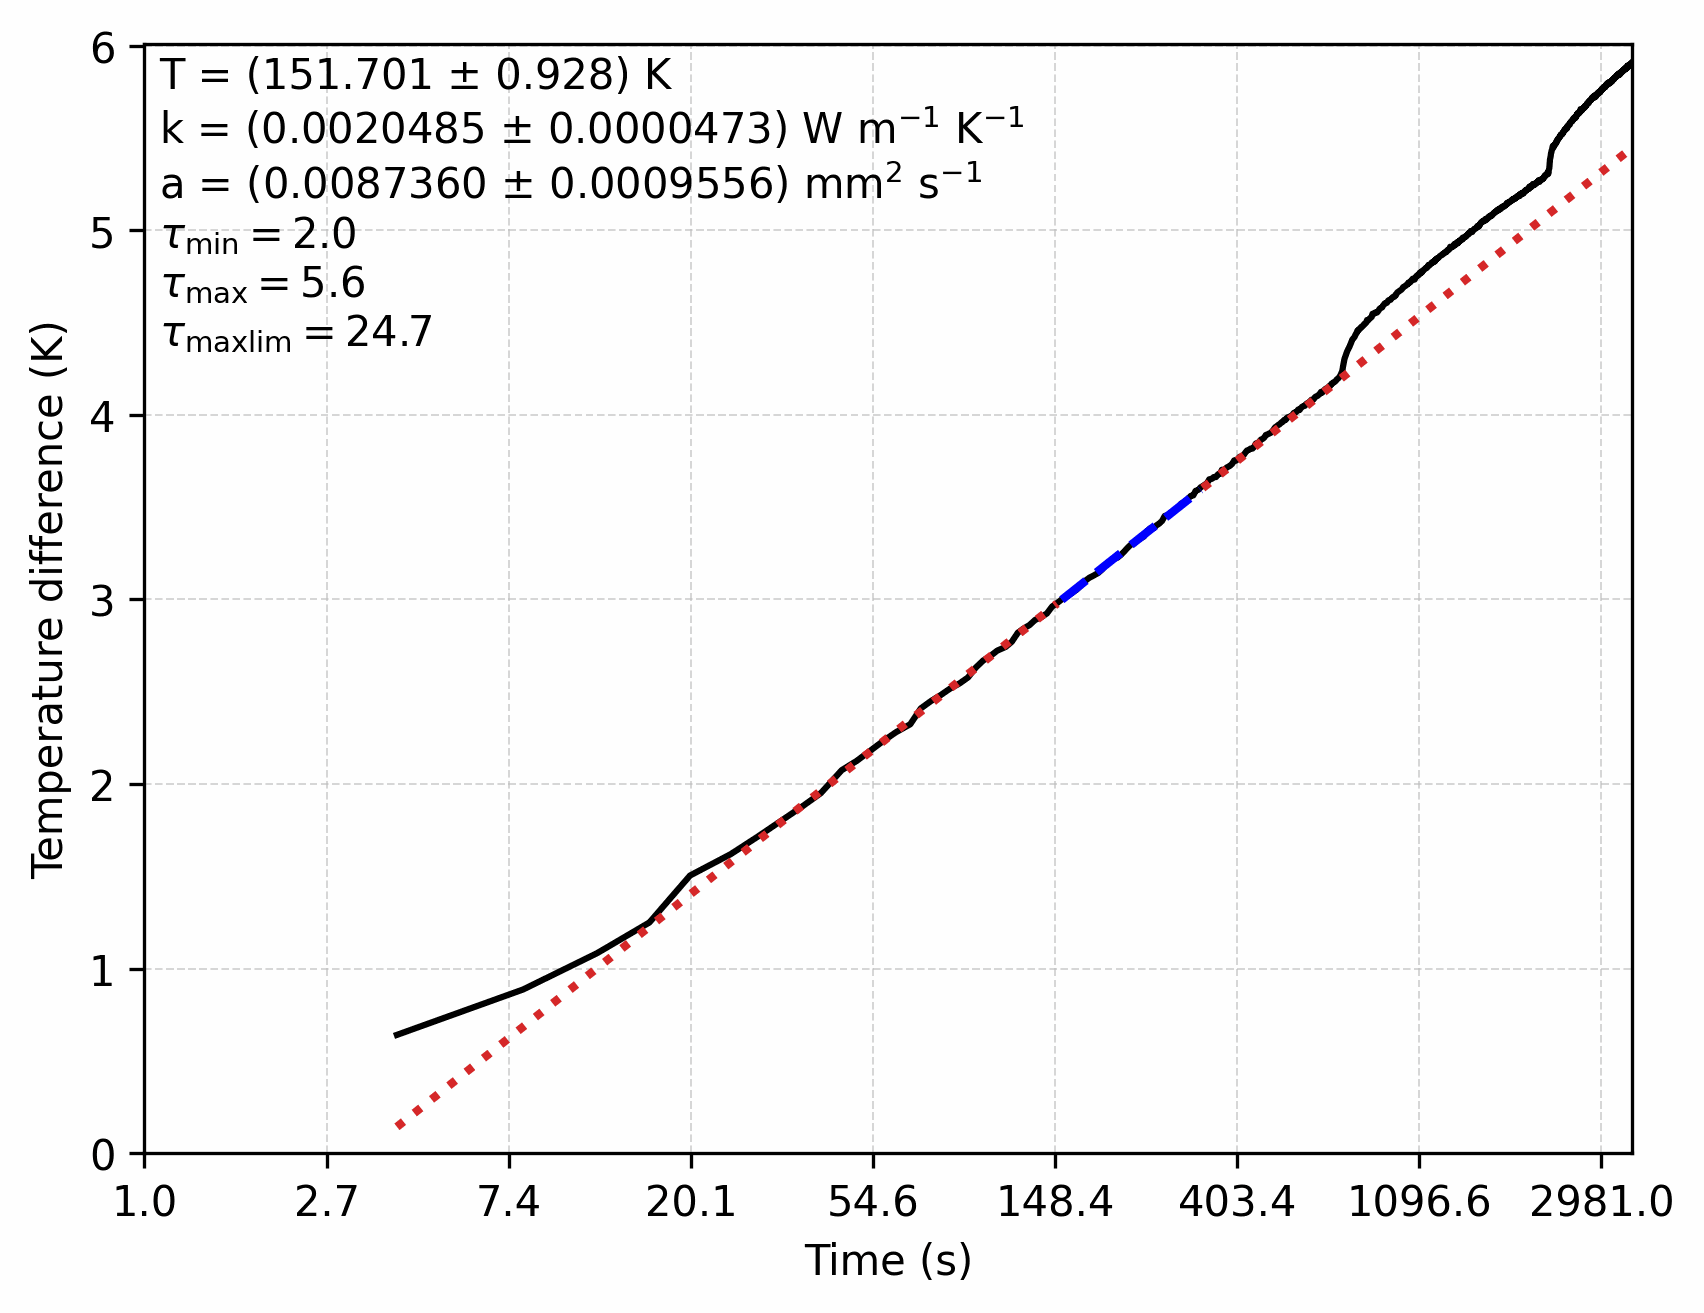 T = (151.701 ± 0.928) K
k = (0.0020485 ± 0.0000473) W m⁻¹ K⁻¹
a = (0.0087360 ± 0.0009556) mm² s⁻¹
τmin = 2.0
τmax = 5.6
τmaxlim = 24.7
Temperature difference (K)
6
5
4
3
2
1
0
1.0 2.7 7.4 20.1 54.6 148.4 403.4 1096.6 2981.0
Time (s)